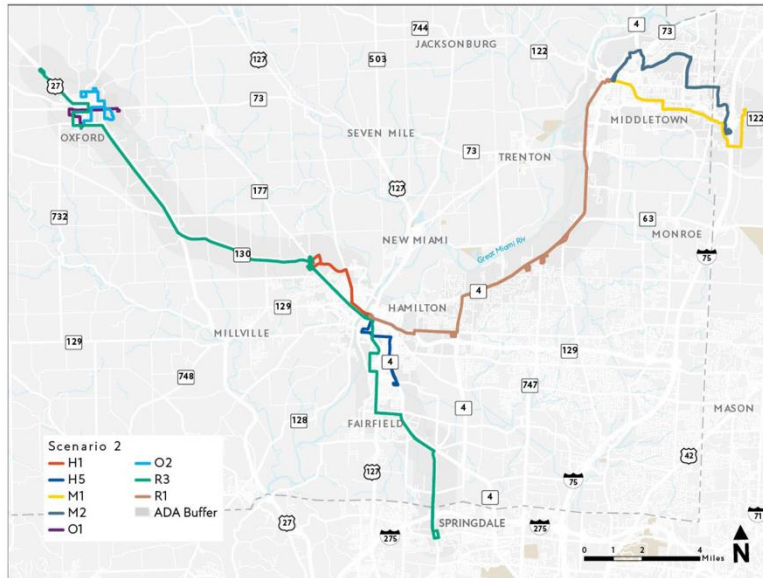 4
73
744
JACKSONBURG
122
127
503
27
73
OXFORD
SEVEN MILE
MIDDLETOWN
122
73
TRENTON
177
127
732
63
NEW MIAMI
MONROE
130
Great Miami Riv
75
4
129
HAMILTON
MILLVILLE
129
129
4
748
747
MASON
128
4
FAIRFIELD
42
127
75
4
27
SPRINGDALE
71
275
275
Scenario 2
H1
H5
M1
M2
O1
O2
R3
R1
ADA Buffer
N
0 2 4
Miles